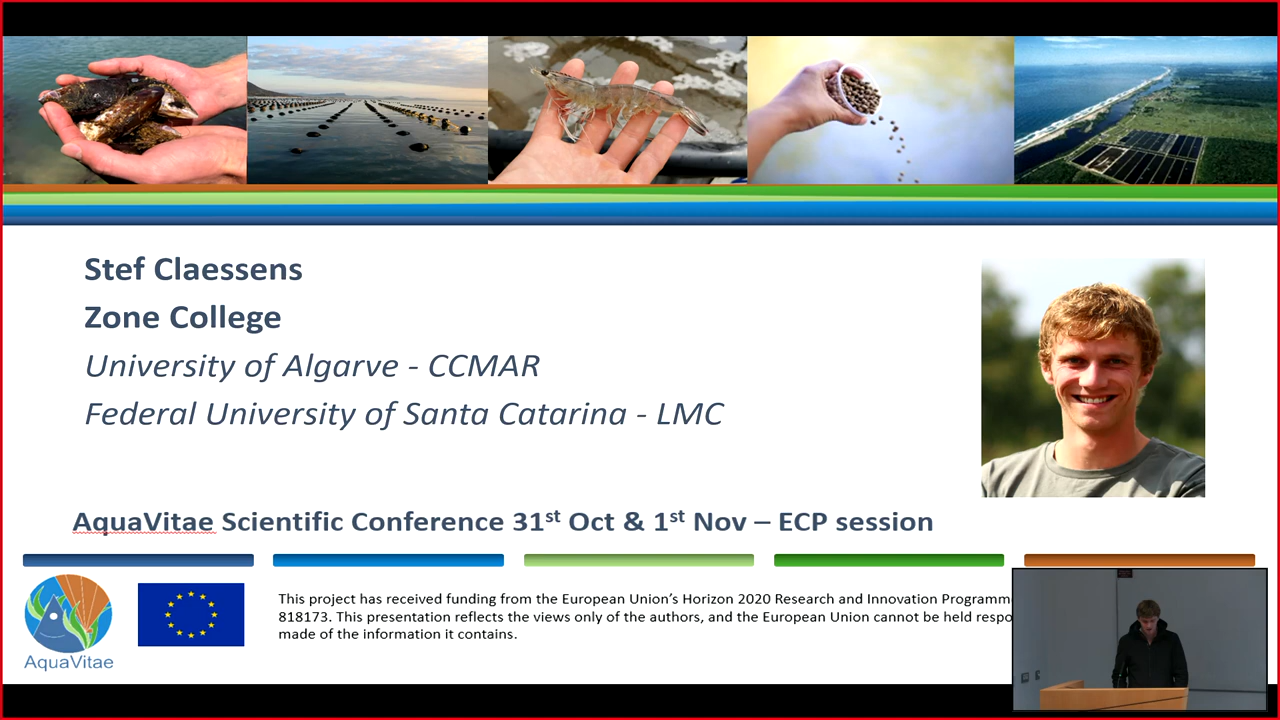 Stef Claessens
Zone College
University of Algarve - CCMAR
Federal University of Santa Catarina - LMC
AquaVitae Scientific Conference 31st Oct & 1st Nov – ECP session
This project has received funding from the European Union's Horizon 2020 Research and Innovation
818173. This presentation reflects the views only of the authors, and the European Union cannot be held
made of the information it contains.
AquaVitae